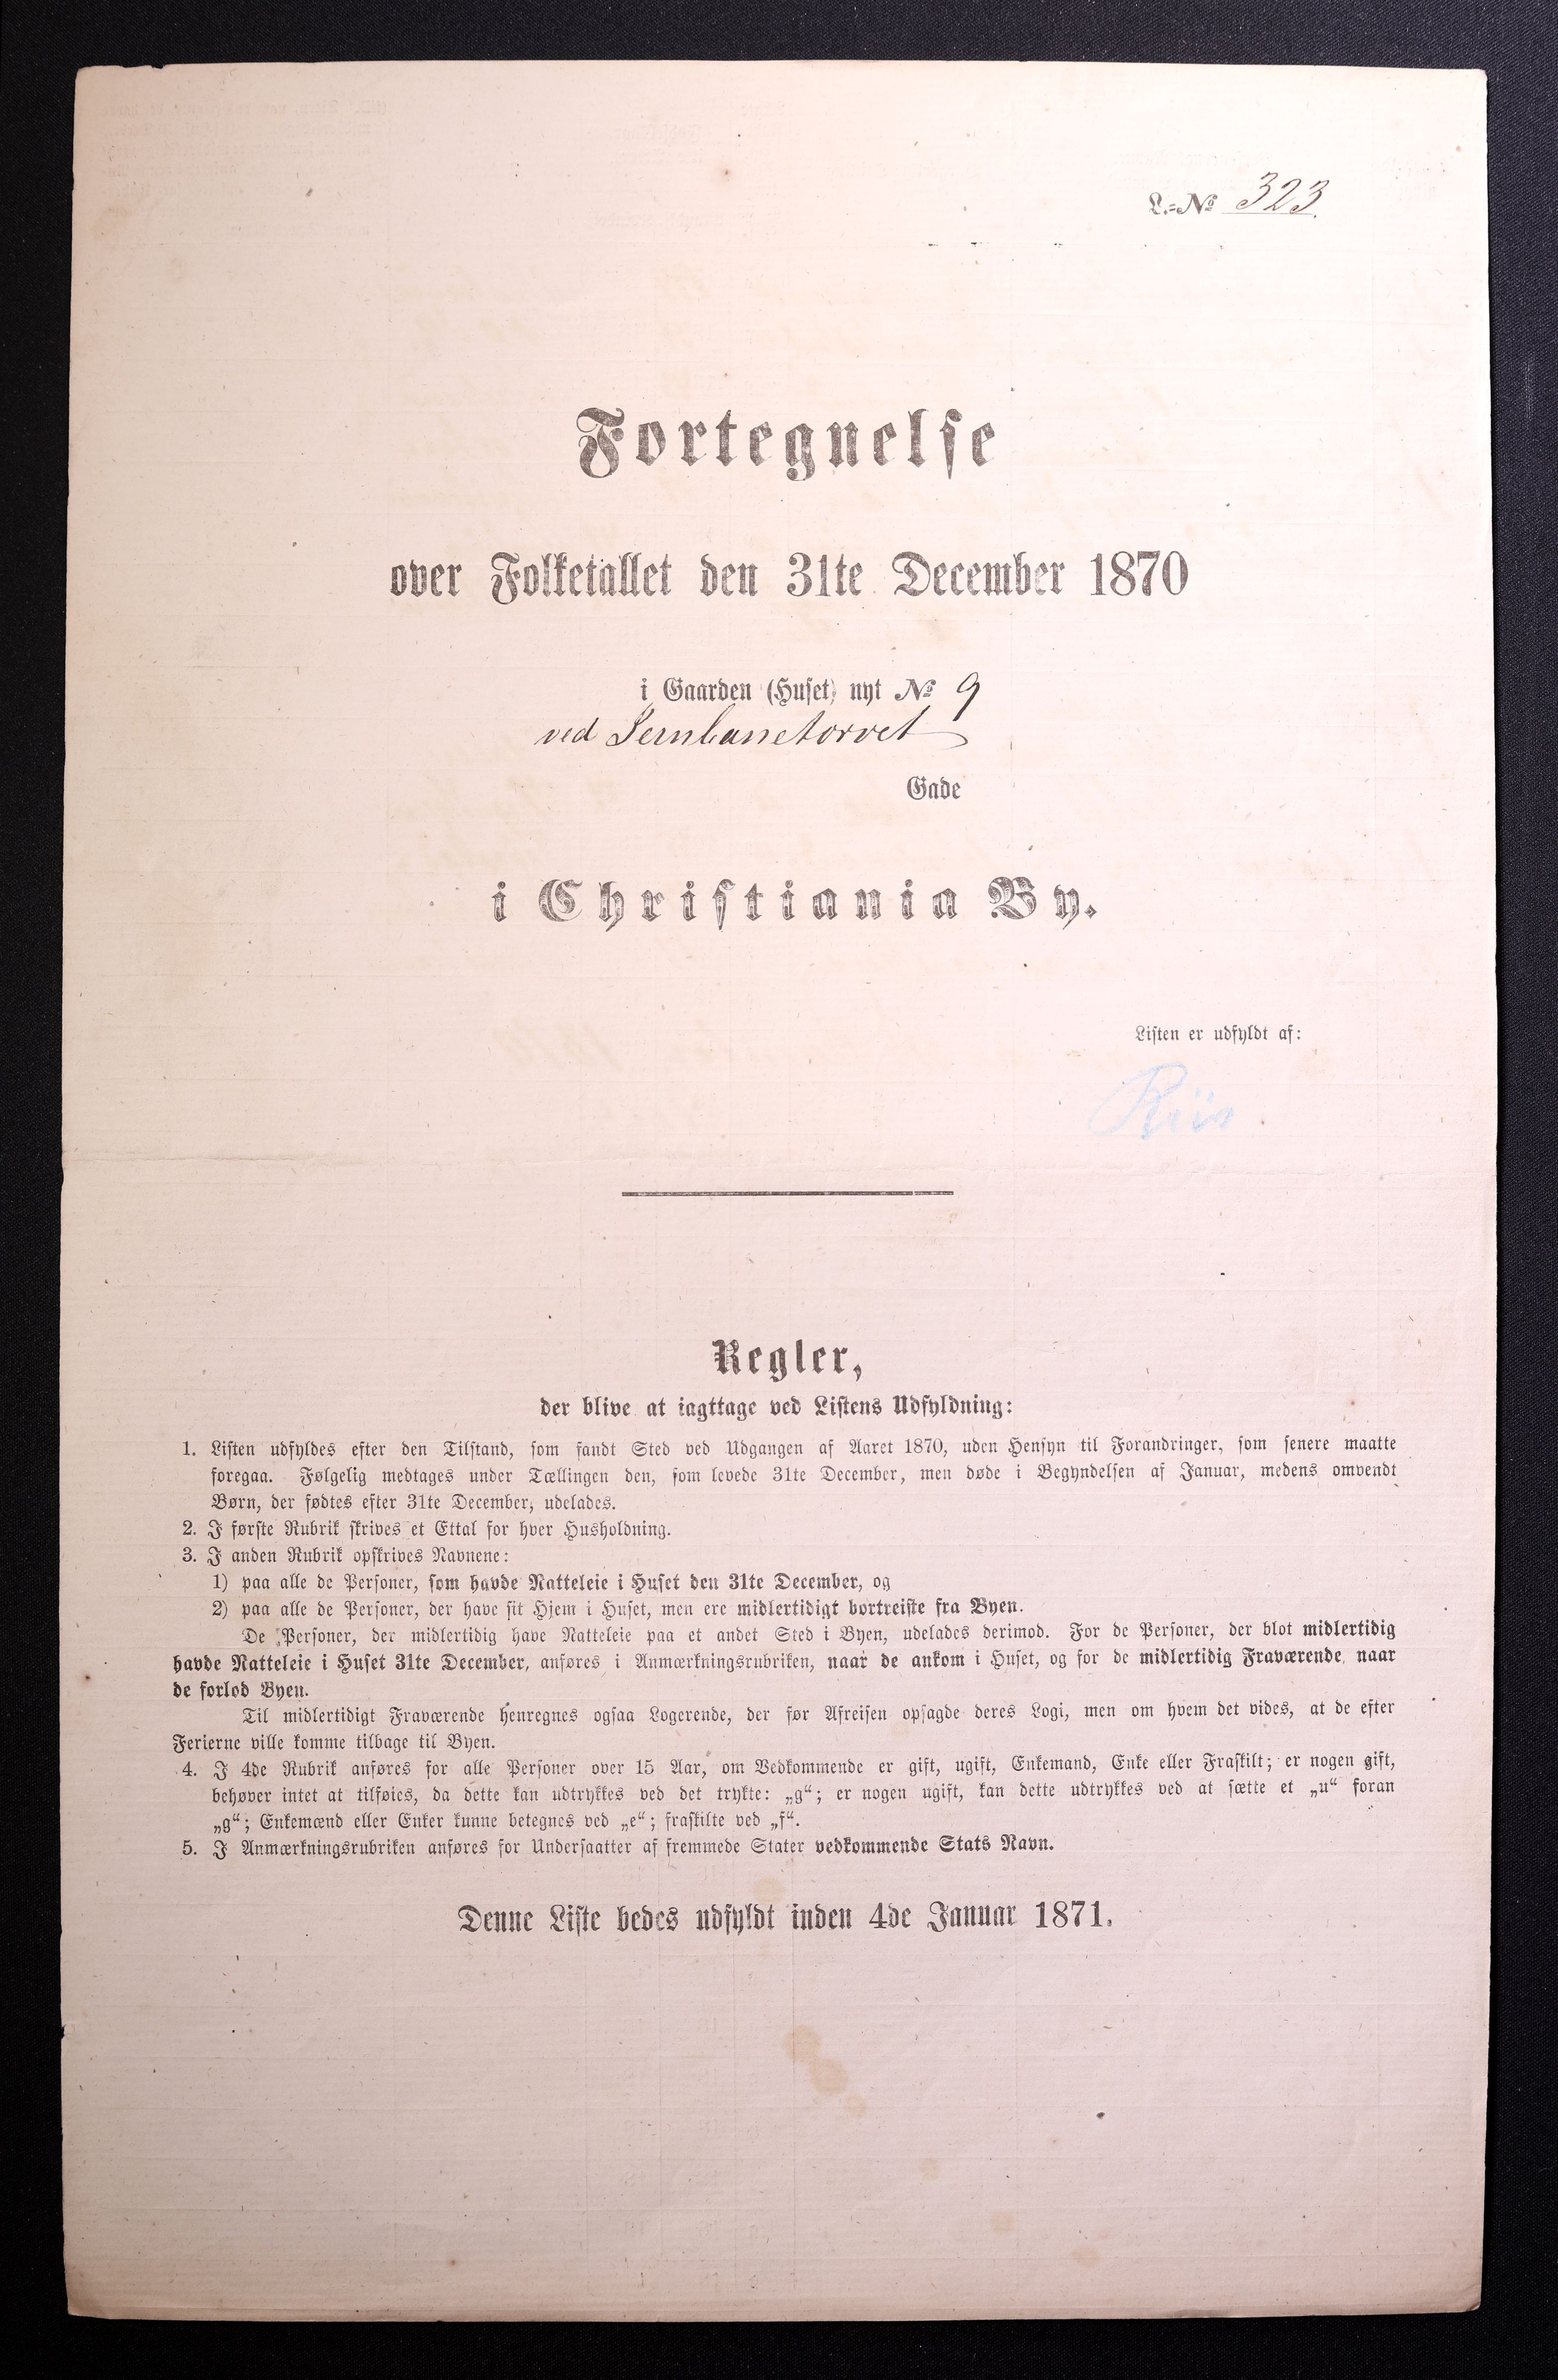 L.=No 323.
Fortegnelse
over Folketallet den 31te December 1870
i Gaarden (Huset) nyt No 9
ved Jernbanetorvet
Gade
i Christiania By.
Listen er udfyldt af:
Riis
Regler,
der blive at iagttage ved Listens Udfyldning:
1. Listen udfyldes efter den Tilstand, som fandt Sted ved Udgangen af Aaret 1870, uden Hensyn til Forandringer, som senere maatte
foregaa. Følgelig medtages under Tællingen den, som levede 31te December, men døde i Begyndelsen af Januar, medens omvendt
Børn, der fødtes efter 31te December, udelades.
2. I første Rubrik skrives et Ettal for hver Husholdning.
3. I anden Rubrik opskrives Navnene:
1) paa alle de Personer, som havde Natteleie i Huset den 31te December, og
2) paa alle de Personer, der have sit Hjem i Huset, men ere midlertidigt bortreiste fra Byen.
De Personer, der midlertidig have Natteleie paa et andet Sted i Byen, udelades derimod. For de Personer, der blot midlertidig
havde Natteleie i Huset 31te December, anføres i Anmærkningsrubriken, naar de ankom i Huset, og for de midlertidig Fraværende naar
de forlod Byen.
Til midlertidigt Fraværende henregnes ogsaa Logerende, der før Afreisen opsagde deres Logi, men om hvem det vides, at de efter
Ferierne ville komme tilbage til Byen.
4. I 4de Rubrik anføres for alle Personer over 15 Aar, om Vedkommende er gift, ugift, Enkemand, Enke eller Fraskilt; er nogen gift,
behøver intet at tilføies, da dette kan udtrykkes ved det trykte: „g“; er nogen ugift, kan dette udtrykkes ved at sætte et „u“ foran
„g“; Enkemænd eller Enker kunne betegnes ved „e“; fraskilte ved „f“.
5. I Anmærkningsrubriken anføres for Undersaatter af fremmede Stater vedkommende Stats Navn.
Denne Liste bedes udfyldt inden 4de Januar 1871.